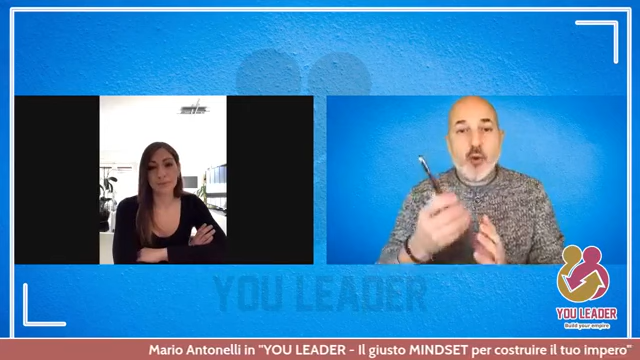 YOU LEADER
YOU LEADER
Build your empire
Mario Antonelli in "YOU LEADER - Il giusto MINDSET per costruire il tuo impero"